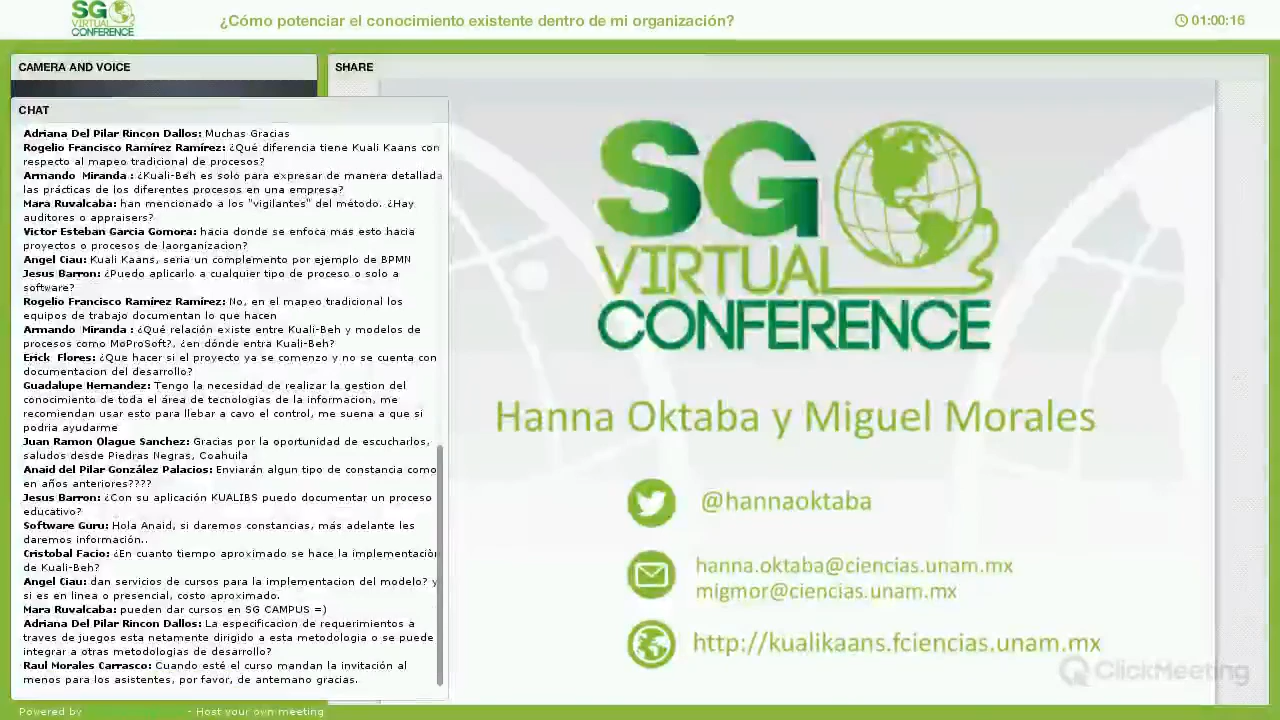 SG
VIRTUAL
CONFERENCE
¿Cómo potenciar el conocimiento existente dentro de mi organización?
01:00:16
CAMERA AND VOICE
SHARE
CHAT
Adriana Del Pilar Rincon Dallos: Muchas Gracias
Rogelio Francisco Ramírez Ramírez: ¿Qué diferencia tiene Kuali Kaans con
respecto al mapeo tradicional de procesos?
Armando Miranda : ¿Kuali-Beh es solo para expresar de manera detallada
las prácticas de los diferentes procesos en una empresa?
Mara Ruvalcaba: han mencionado a los "vigilantes" del método. ¿Hay
auditores o appraisers?
Victor Esteban Garcia Gomora: hacia donde se enfoca mas esto hacia
proyectos o procesos de laorganizacion?
Angel Ciau: Kuali Kaans, seria un complemento por ejemplo de BPMN
Jesus Barron: ¿Puedo aplicarlo a cualquier tipo de proceso o solo a
software?
Rogelio Francisco Ramírez Ramírez: No, en el mapeo tradicional los
equipos de trabajo documentan lo que hacen
Armando Miranda : ¿Qué relación existe entre Kuali-Beh y modelos de
procesos como MoProSoft?, ¿en dónde entra Kuali-Beh?
Erick Flores: ¿Que hacer si el proyecto ya se comenzo y no se cuenta con
documentacion del desarrollo?
Guadalupe Hernandez: Tengo la necesidad de realizar la gestion del
conocimiento de toda el área de tecnologias de la informacion, me
recomiendan usar esto para llebar a cavo el control, me suena a que si
podria ayudarme
Juan Ramon Olague Sanchez: Gracias por la oportunidad de escucharlos,
saludos desde Piedras Negras, Coahuila
Anaid del Pilar González Palacios: Enviarán algun tipo de constancia como
en años anteriores????
Jesus Barron: ¿Con su aplicación KUALIBS puedo documentar un proceso
educativo?
Software Guru: Hola Anaid, si daremos constancias, más adelante les
daremos información..
Cristobal Facio: ¿En cuanto tiempo aproximado se hace la implementación
de Kuali-Beh?
Angel Ciau: dan servicios de cursos para la implementacion del modelo? y
si es en linea o presencial, costo aproximado.
Mara Ruvalcaba: pueden dar cursos en SG CAMPUS =)
Adriana Del Pilar Rincon Dallos: La especificacion de requerimientos a
traves de juegos esta netamente dirigido a esta metodologia o se puede
integrar a otras metodologías de desarrollo?
Raul Morales Carrasco: Cuando esté el curso mandan la invitación al
menos para los asistentes, por favor, de antemano gracias.
SG
VIRTUAL
CONFERENCE
Hanna Oktaba y Miguel Morales
@hannaoktaba
hanna.oktaba@ciencias.unam.mx
migmor@ciencias.unam.mx
http://kualikaans.fciencias.unam.mx
ClickMeeting
Powered by - Host your own meeting